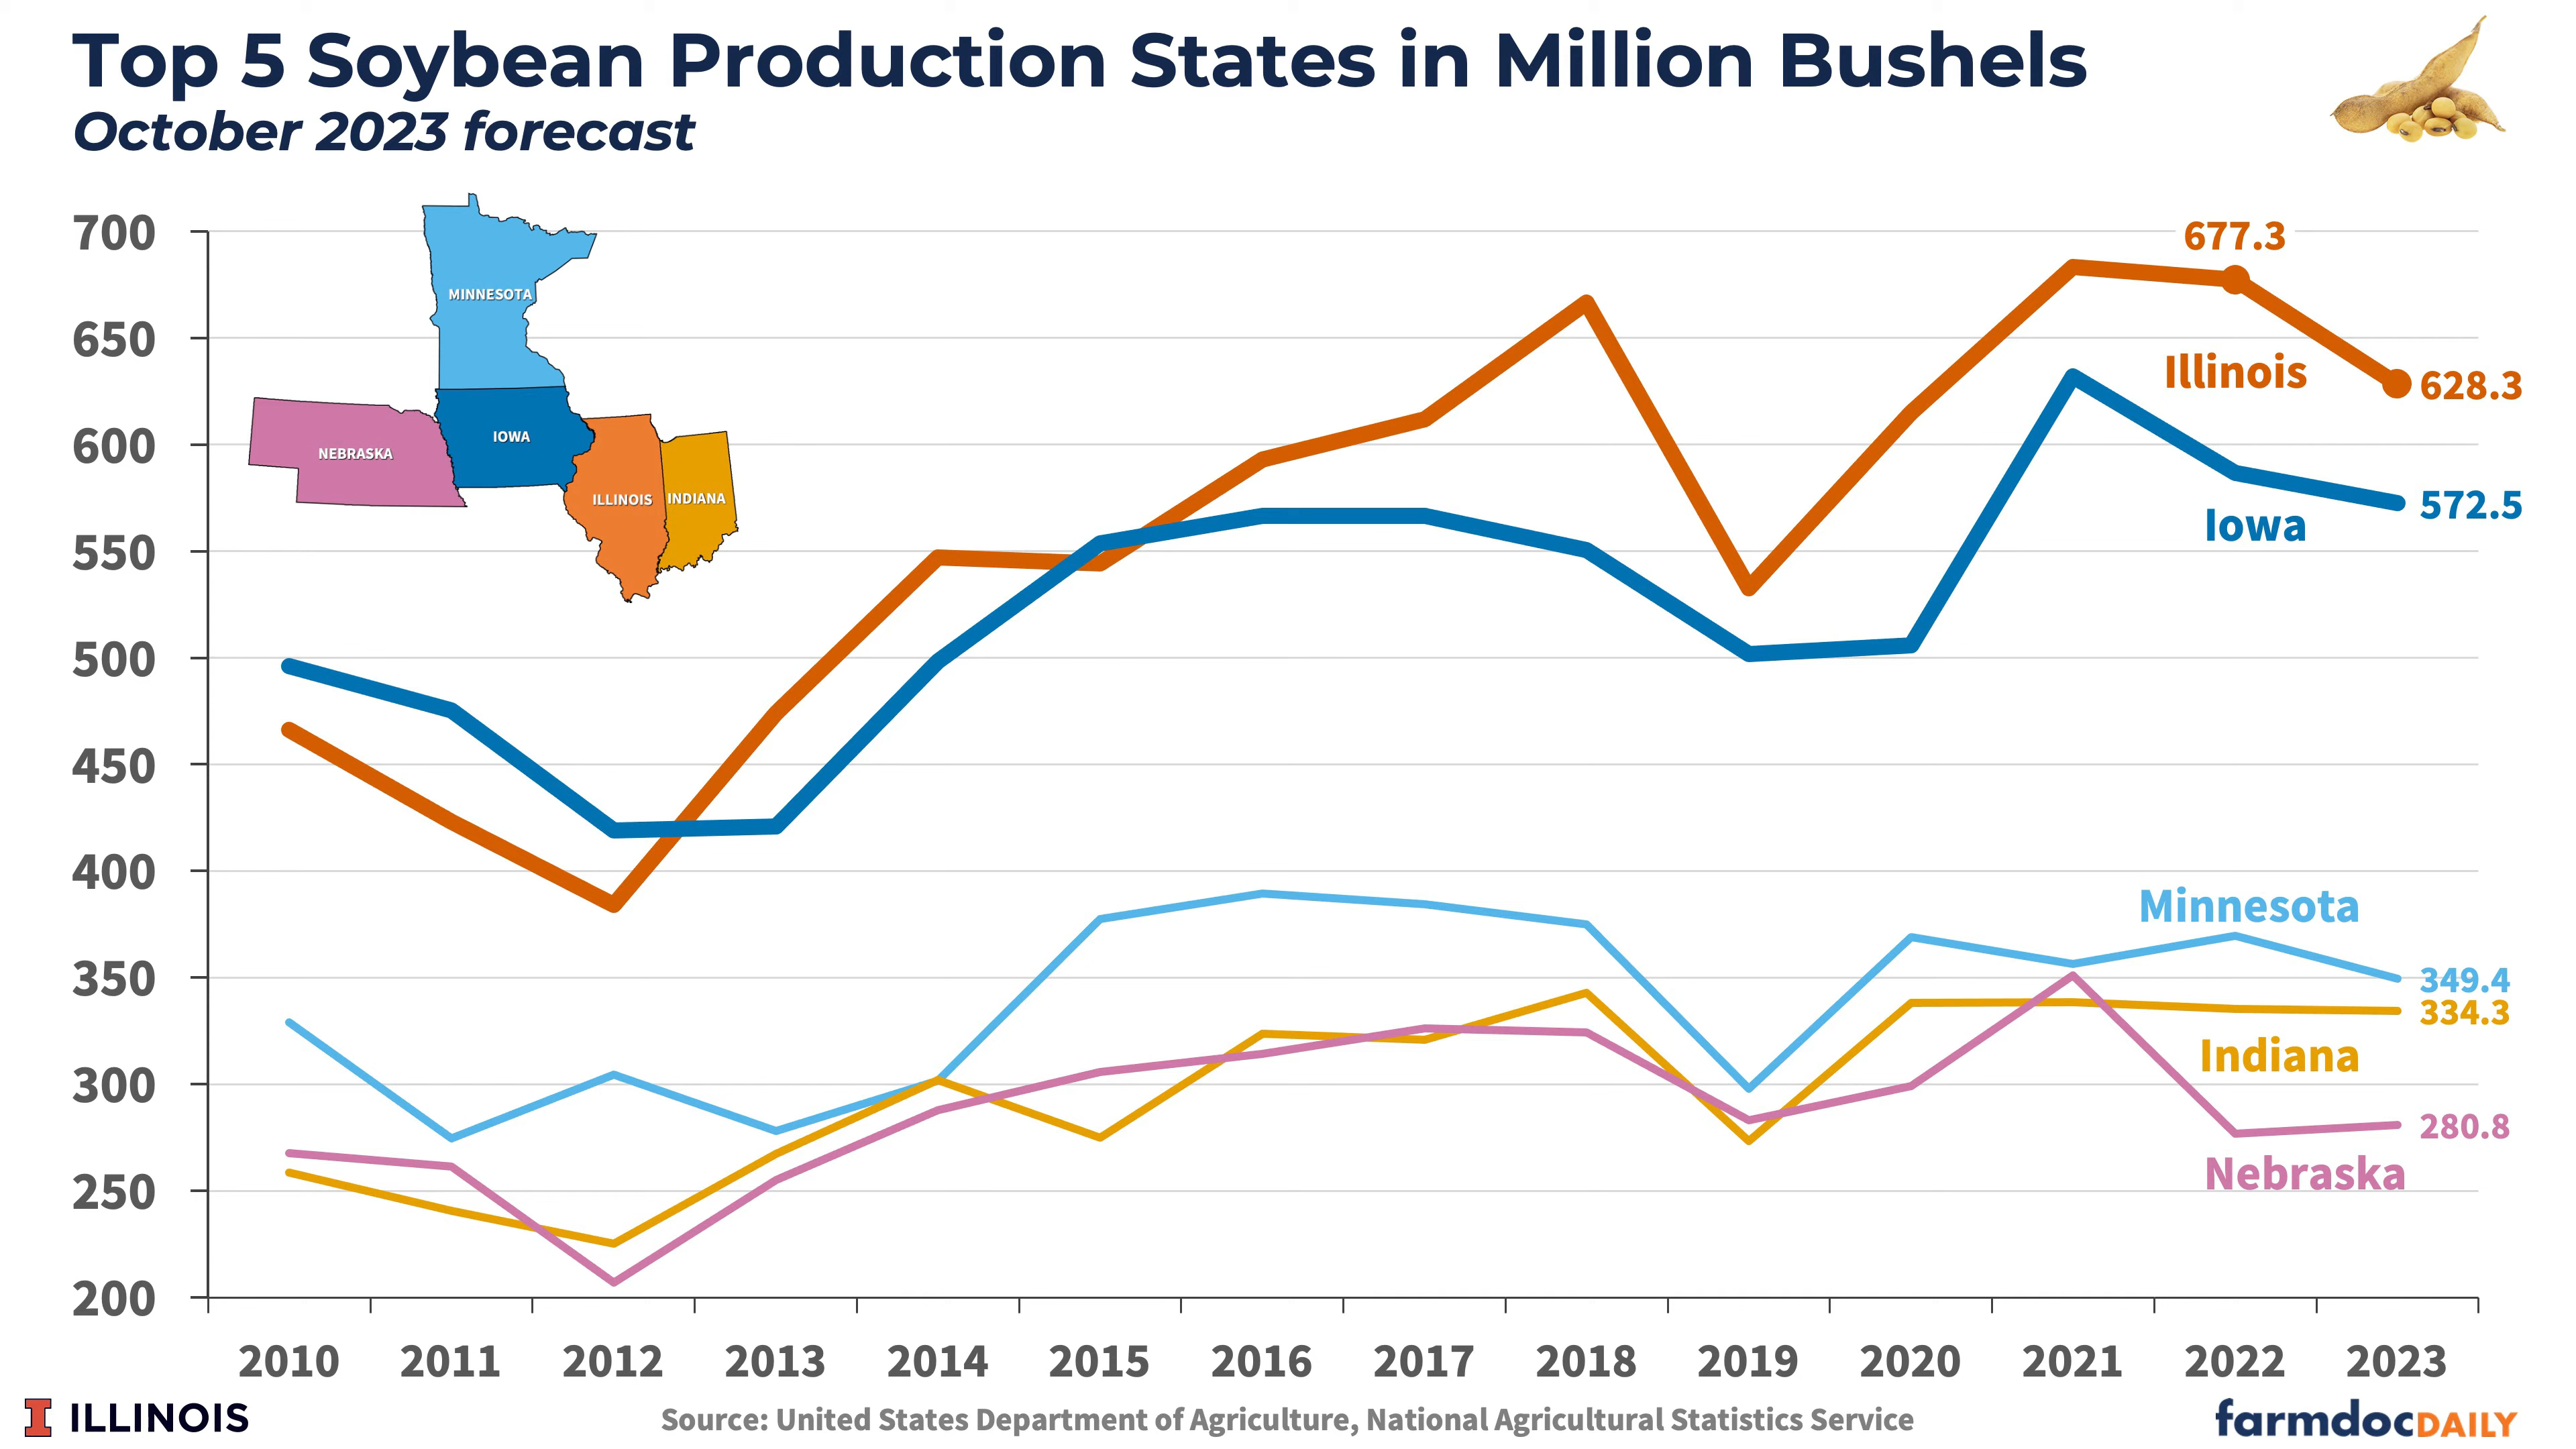 Top 5 Soybean Production States in Million Bushels
October 2023 forecast
700
650
600
550
500
450
400
350
300
250
200
MINNESOTA
NEBRASKA
IOWA
ILLINOIS
INDIANA
677.3
Illinois
628.3
Iowa
572.5
Minnesota
349.4
334.3
Indiana
280.8
Nebraska
2010 2011 2012 2013 2014 2015 2016 2017 2018 2019 2020 2021 2022 2023
I ILLINOIS
Source: United States Department of Agriculture, National Agricultural Statistics Service
farmdocDAILY